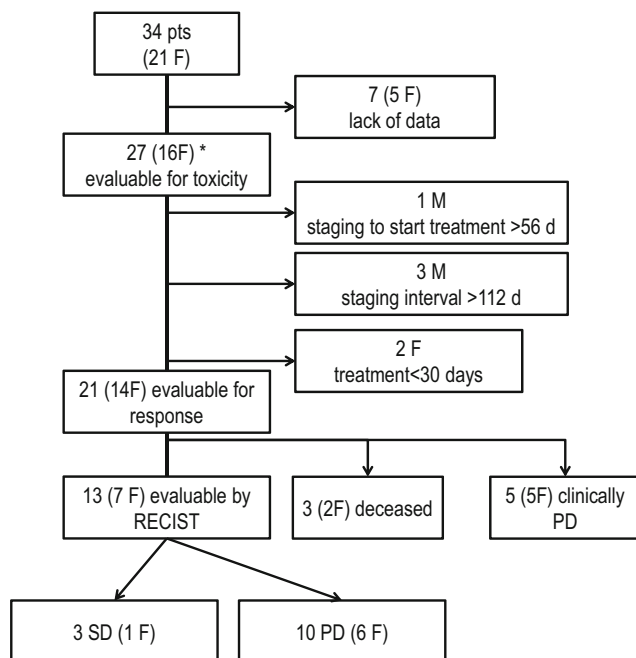 34 pts
(21 F)
7 (5 F)
lack of data
27 (16F) *
evaluable for toxicity
1 M
staging to start treatment >56 d
3 M
staging interval >112 d
2 F
treatment<30 days
21 (14F) evaluable for
response
13 (7 F) evaluable by
RECIST
3 (2F) deceased
5 (5F) clinically
PD
3 SD (1 F)
10 PD (6 F)